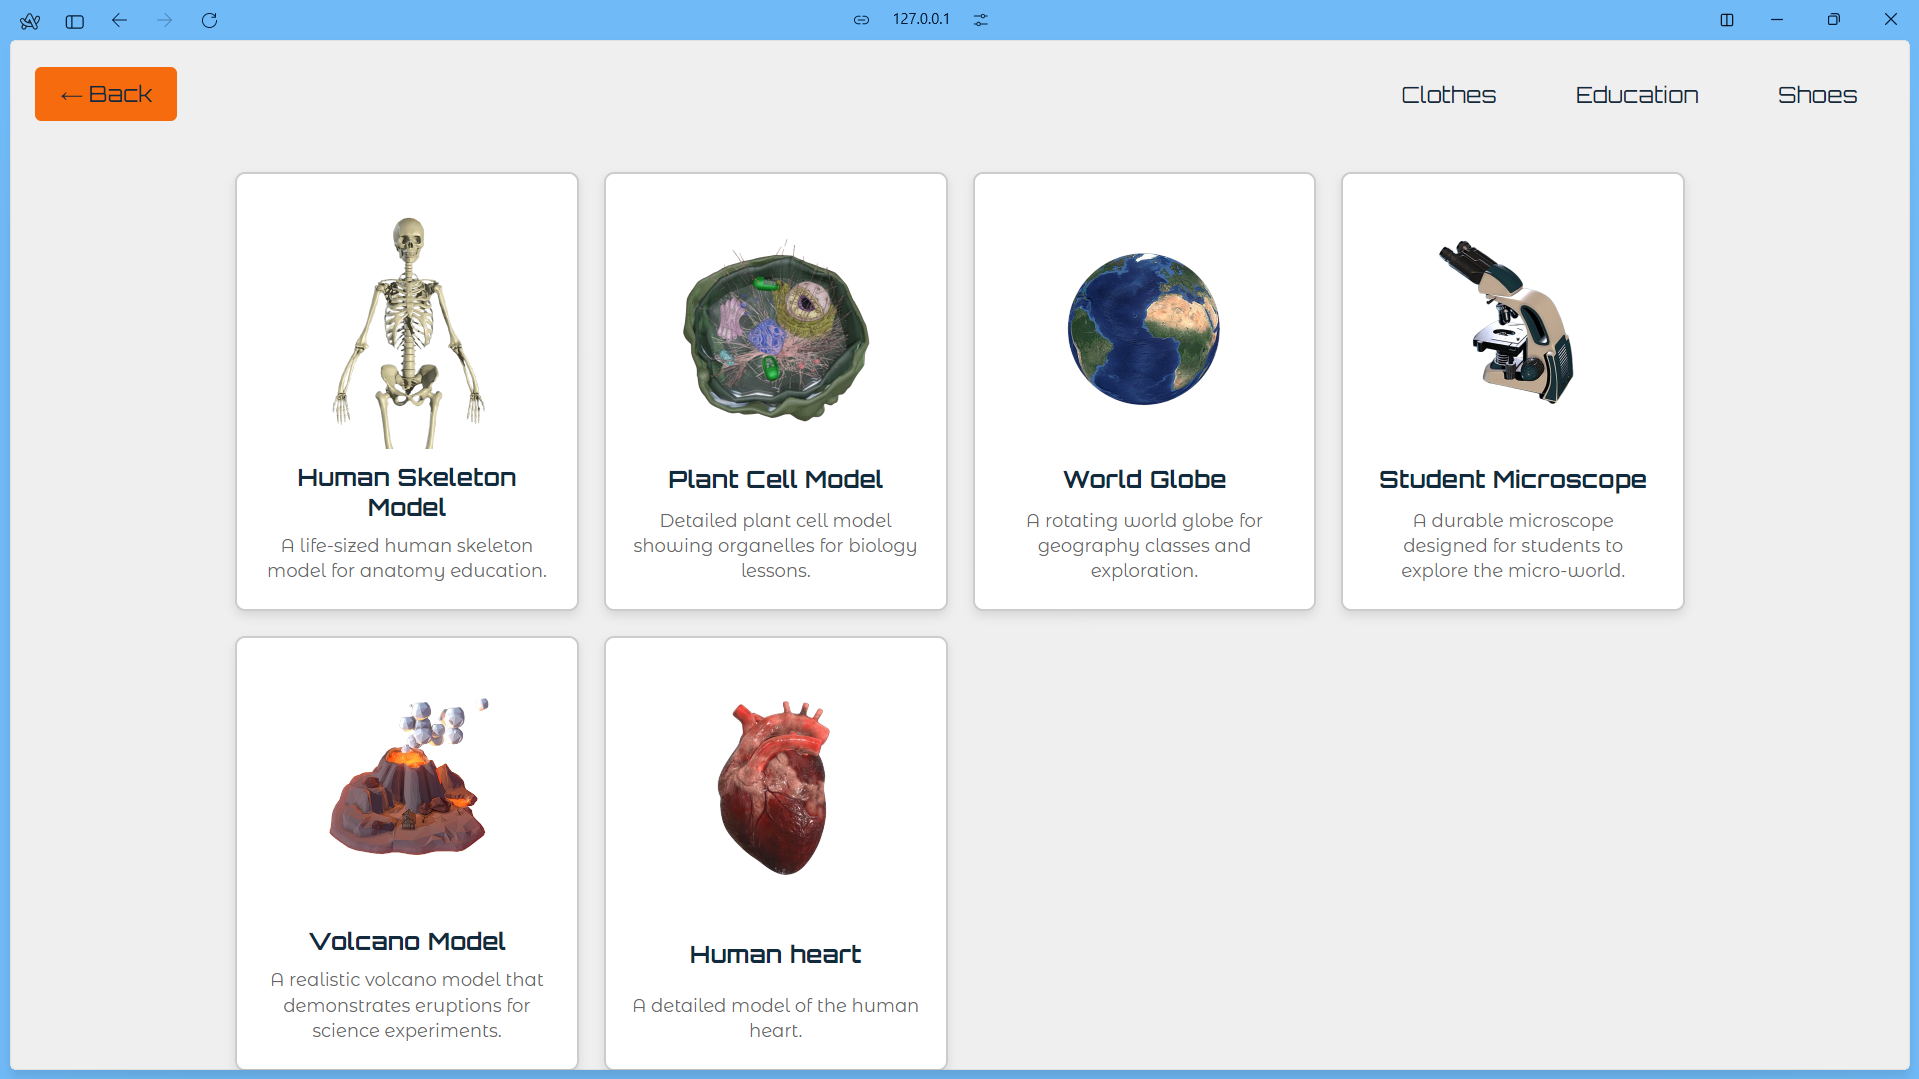 127.0.0.1
← Back
Clothes
Education
Shoes
Human Skeleton
Model
A life-sized human skeleton
model for anatomy education.
Plant Cell Model
Detailed plant cell model
showing organelles for biology
lessons.
World Globe
A rotating world globe for
geography classes and
exploration.
Student Microscope
A durable microscope
designed for students to
explore the micro-world.
Volcano Model
A realistic volcano model that
demonstrates eruptions for
science experiments.
Human heart
A detailed model of the human
heart.